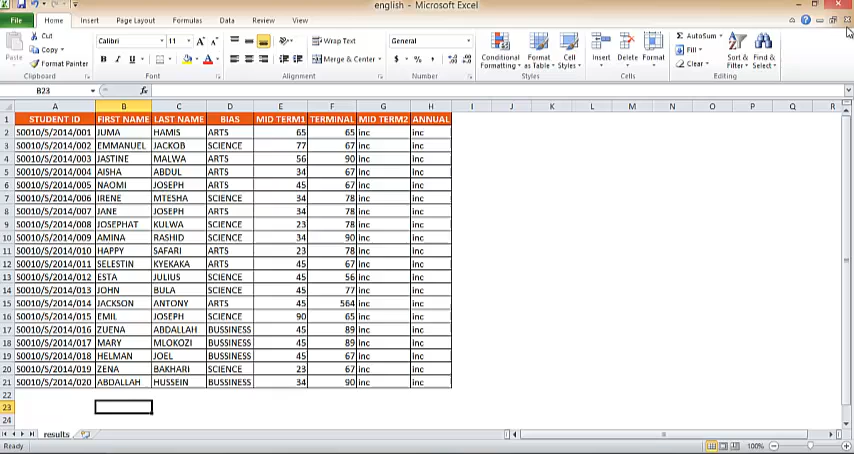 english - Microsoft Excel
File Home Insert Page Layout Formulas Data Review View
Cut
Copy
Format Painter
Paste
Clipboard
Calibri 11
B I U
Font
Wrap Text
Merge & Center
Alignment
General
$ % ,
Number
Conditional Formatting
Format as Table
Cell Styles
Styles
Insert Delete Format
Cells
AutoSum
Fill
Clear
Sort & Filter
Find & Select
Editing
B23 fx
A B C D E F G H I J K L M N O P Q R
1 STUDENT ID FIRST NAME LAST NAME BIAS MID TERM1 TERMINAL MID TERM2 ANNUAL
2 S0010/S/2014/001 JUMA HAMIS ARTS 65 65 inc inc
3 S0010/S/2014/002 EMMANUEL JACKOB SCIENCE 77 67 inc inc
4 S0010/S/2014/003 JASTINE MALWA ARTS 56 90 inc inc
5 S0010/S/2014/004 AISHA ABDUL ARTS 34 67 inc inc
6 S0010/S/2014/005 NAOMI JOSEPH ARTS 45 67 inc inc
7 S0010/S/2014/006 IRENE MTESHA SCIENCE 34 78 inc inc
8 S0010/S/2014/007 JANE JOSEPH ARTS 34 78 inc inc
9 S0010/S/2014/008 JOSEPHAT KULWA SCIENCE 23 78 inc inc
10 S0010/S/2014/009 AMINA RASHID SCIENCE 34 90 inc inc
11 S0010/S/2014/010 HAPPY SAFARI ARTS 23 78 inc inc
12 S0010/S/2014/011 SELESTIN KYEKAKA ARTS 45 67 inc inc
13 S0010/S/2014/012 ESTA JULIUS SCIENCE 45 56 inc inc
14 S0010/S/2014/013 JOHN BULA SCIENCE 45 77 inc inc
15 S0010/S/2014/014 JACKSON ANTONY ARTS 45 564 inc inc
16 S0010/S/2014/015 EMIL JOSEPH SCIENCE 90 65 inc inc
17 S0010/S/2014/016 ZUENA ABDALLAH BUSSINESS 45 89 inc inc
18 S0010/S/2014/017 MARY MLOKOZI BUSSINESS 45 89 inc inc
19 S0010/S/2014/018 HELMAN JOEL BUSSINESS 45 67 inc inc
20 S0010/S/2014/019 ZENA BAKHARI SCIENCE 23 67 inc inc
21 S0010/S/2014/020 ABDALLAH HUSSEIN BUSSINESS 34 90 inc inc
22
23
24
results
Ready 100%